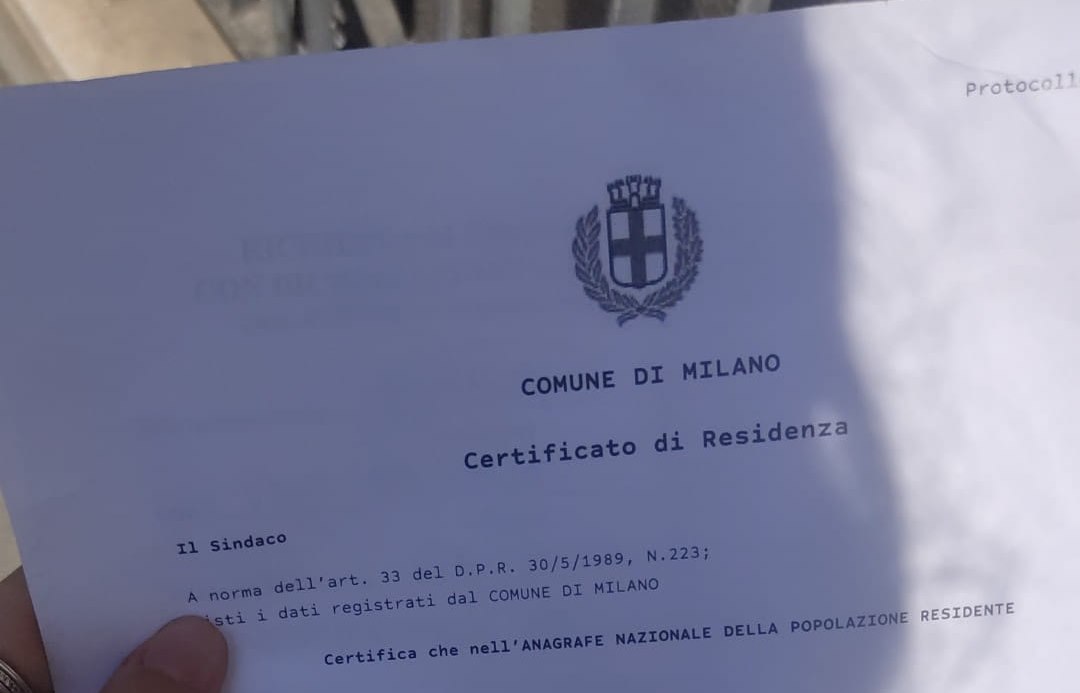 Protocoll
COMUNE DI MILANO
Certificato di Residenza
Il Sindaco
A norma dell'art. 33 del D.P.R. 30/5/1989, N.223;
isti i dati registrati dal COMUNE DI MILANO
Certifica che nell'ANAGRAFE NAZIONALE DELLA POPOLAZIONE RESIDENTE